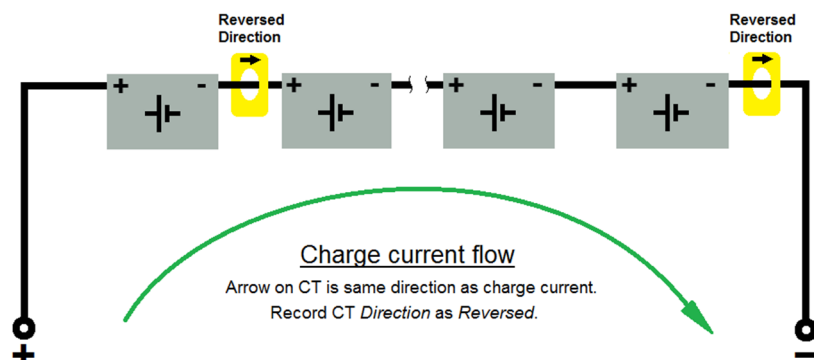 Reversed
Direction
Reversed
Direction
+ - + - + - + -
Charge current flow
Arrow on CT is same direction as charge current.
Record CT Direction as Reversed.
+ -